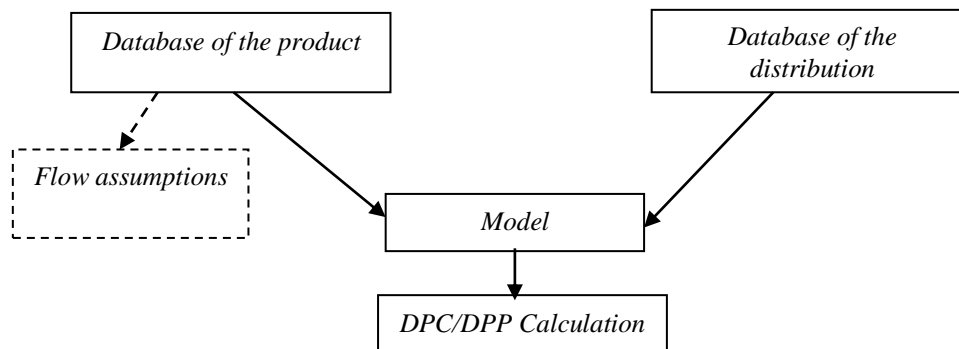 Database of the product
Database of the
distribution
Flow assumptions
Model
DPC/DPP Calculation